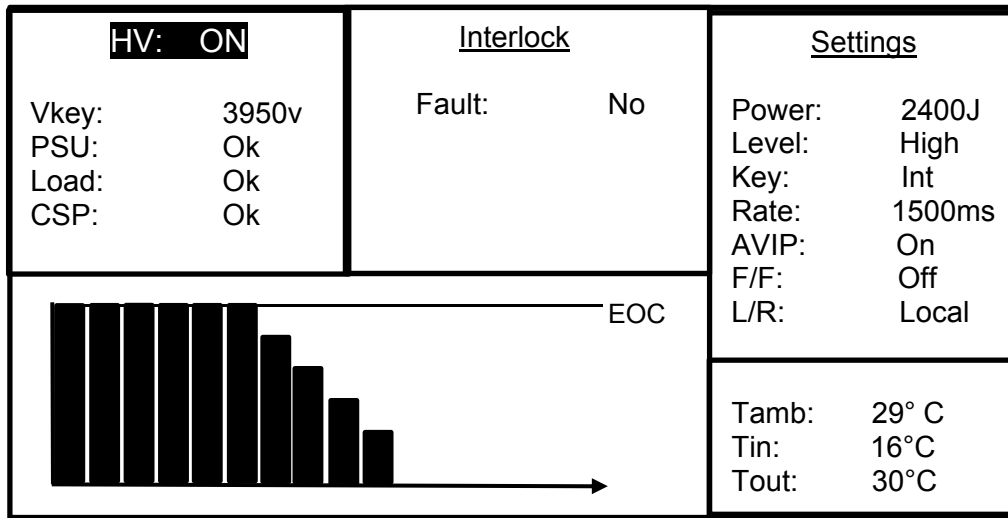 HV: ON
Vkey: 3950v
PSU: Ok
Load: Ok
CSP: Ok
Interlock
Fault: No
Settings
Power: 2400J
Level: High
Key: Int
Rate: 1500ms
AVIP: On
F/F: Off
L/R: Local
EOC
Tamb: 29° C
Tin: 16°C
Tout: 30°C